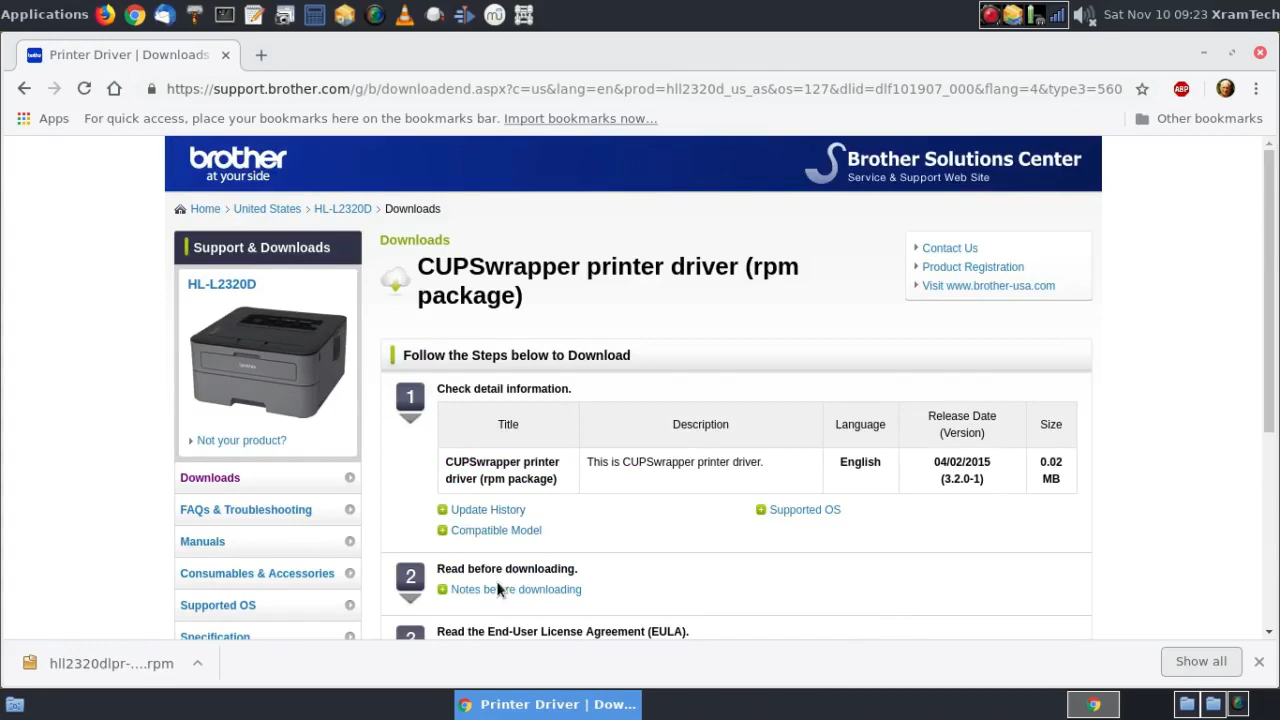 Applications
mu
Sat Nov 10 09:23 XramTech
Printer Driver | Downloads
https://support.brother.com/g/b/downloadend.aspx?c=us&lang=en&prod=hll2320d_us_as&os=127&dlid=dlf101907_000&flang=4&type3=560
ABP
Apps For quick access, place your bookmarks here on the bookmarks bar. Import bookmarks now… Other bookmarks
brother
at your side
Brother Solutions Center
Service & Support Web Site
Home > United States > HL-L2320D > Downloads
Support & Downloads
HL-L2320D
Not your product?
Downloads
FAQs & Troubleshooting
Manuals
Consumables & Accessories
Supported OS
Specification
Downloads
CUPSwrapper printer driver (rpm
package)
Contact Us
Product Registration
Visit www.brother-usa.com
Follow the Steps below to Download
1
Check detail information.
Title Description Language Release Date (Version) Size
CUPSwrapper printer driver (rpm package) This is CUPSwrapper printer driver. English 04/02/2015 (3.2.0-1) 0.02 MB
Update History
Supported OS
Compatible Model
2
Read before downloading.
Notes before downloading
3
Read the End-User License Agreement (EULA).
hll2320dlpr-....rpm
Show all
Printer Driver | Dow...